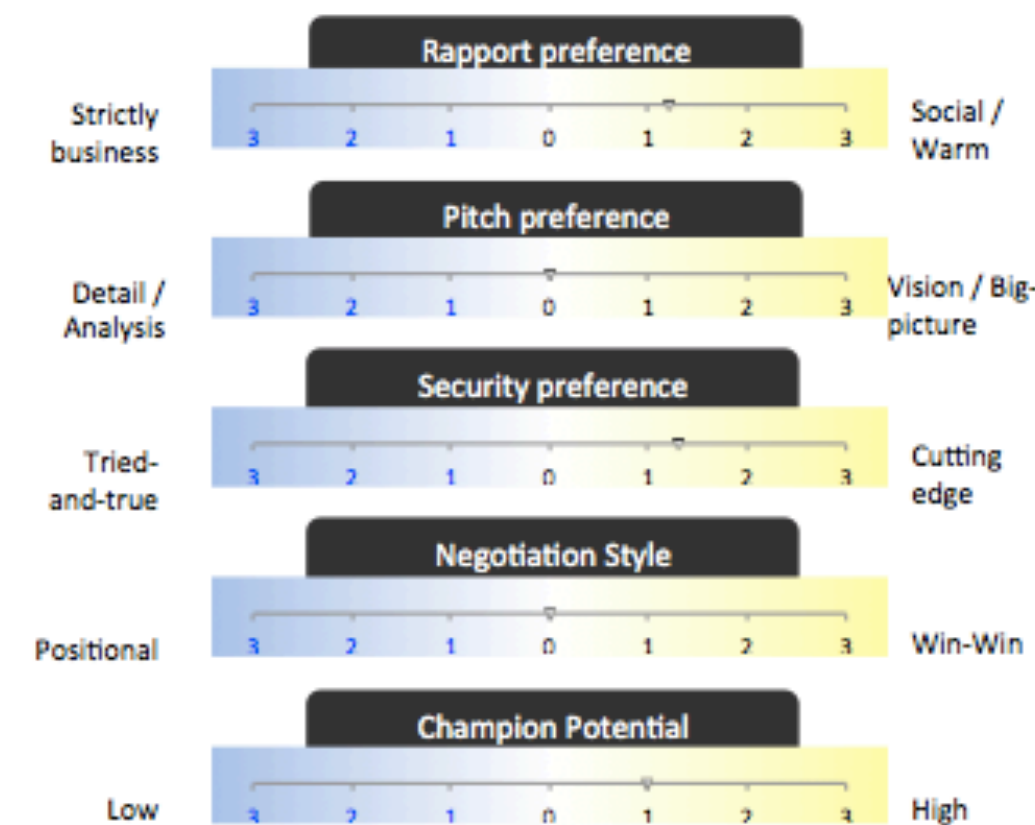 Rapport preference
Strictly
business
3 2 1 0 1 2 3
Social /
Warm
Pitch preference
Detail /
Analysis
3 2 1 0 1 2 3
Vision / Big-
picture
Security preference
Tried-
and-true
3 2 1 0 1 2 3
Cutting
edge
Negotiation Style
Positional
3 2 1 0 1 2 3
Win-Win
Champion Potential
Low
3 2 1 0 1 2 3
High